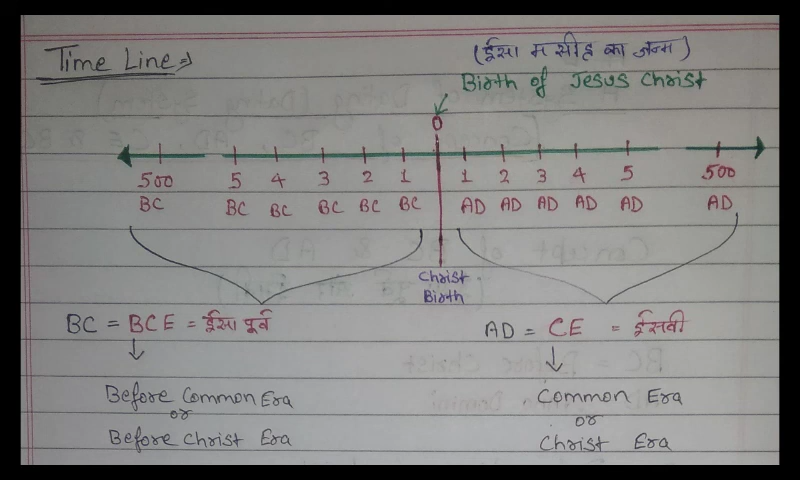 Time Line ⇒
(ईसा मसीह का जन्म)
Birth of Jesus Christ
0
500 5 4 3 2 1 1 2 3 4 5 500
BC BC BC BC BC BC AD AD AD AD AD AD
Christ
Birth
BC = BCE = ईसा पूर्व
AD = CE = ईसवी
Before Common Era
or
Before Christ Era
Common Era
or
Christ Era